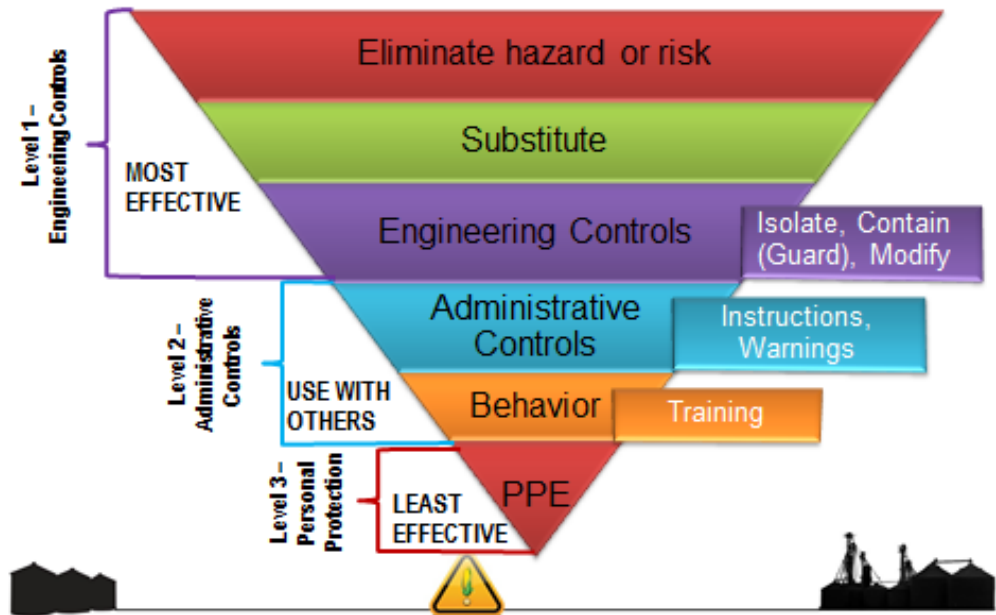 Eliminate hazard or risk
Substitute
Engineering Controls
Isolate, Contain
(Guard), Modify
Administrative
Controls
Instructions,
Warnings
Behavior
Training
PPE
Level 1 –
Engineering Controls
MOST
EFFECTIVE
Level 2 –
Administrative
Controls
USE WITH
OTHERS
Level 3 –
Personal
Protection
LEAST
EFFECTIVE